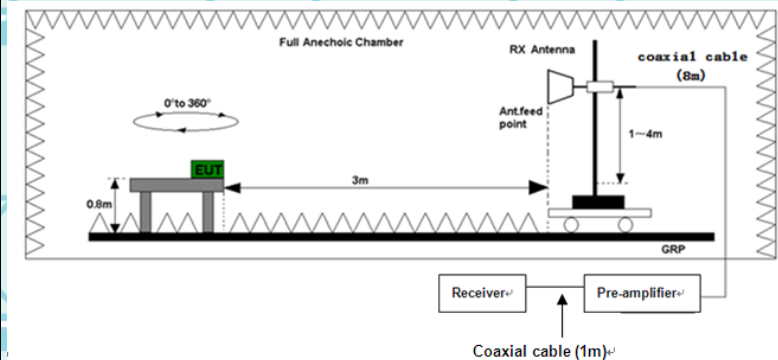 Full Anechoic Chamber
RX Antenna
coaxial cable
(8m)
0°to 360°
Ant.feed
point
1~4m
EUT
3m
0.8m
GRP
Receiver↵
Pre-amplifier↵
Coaxial cable (1m)↵